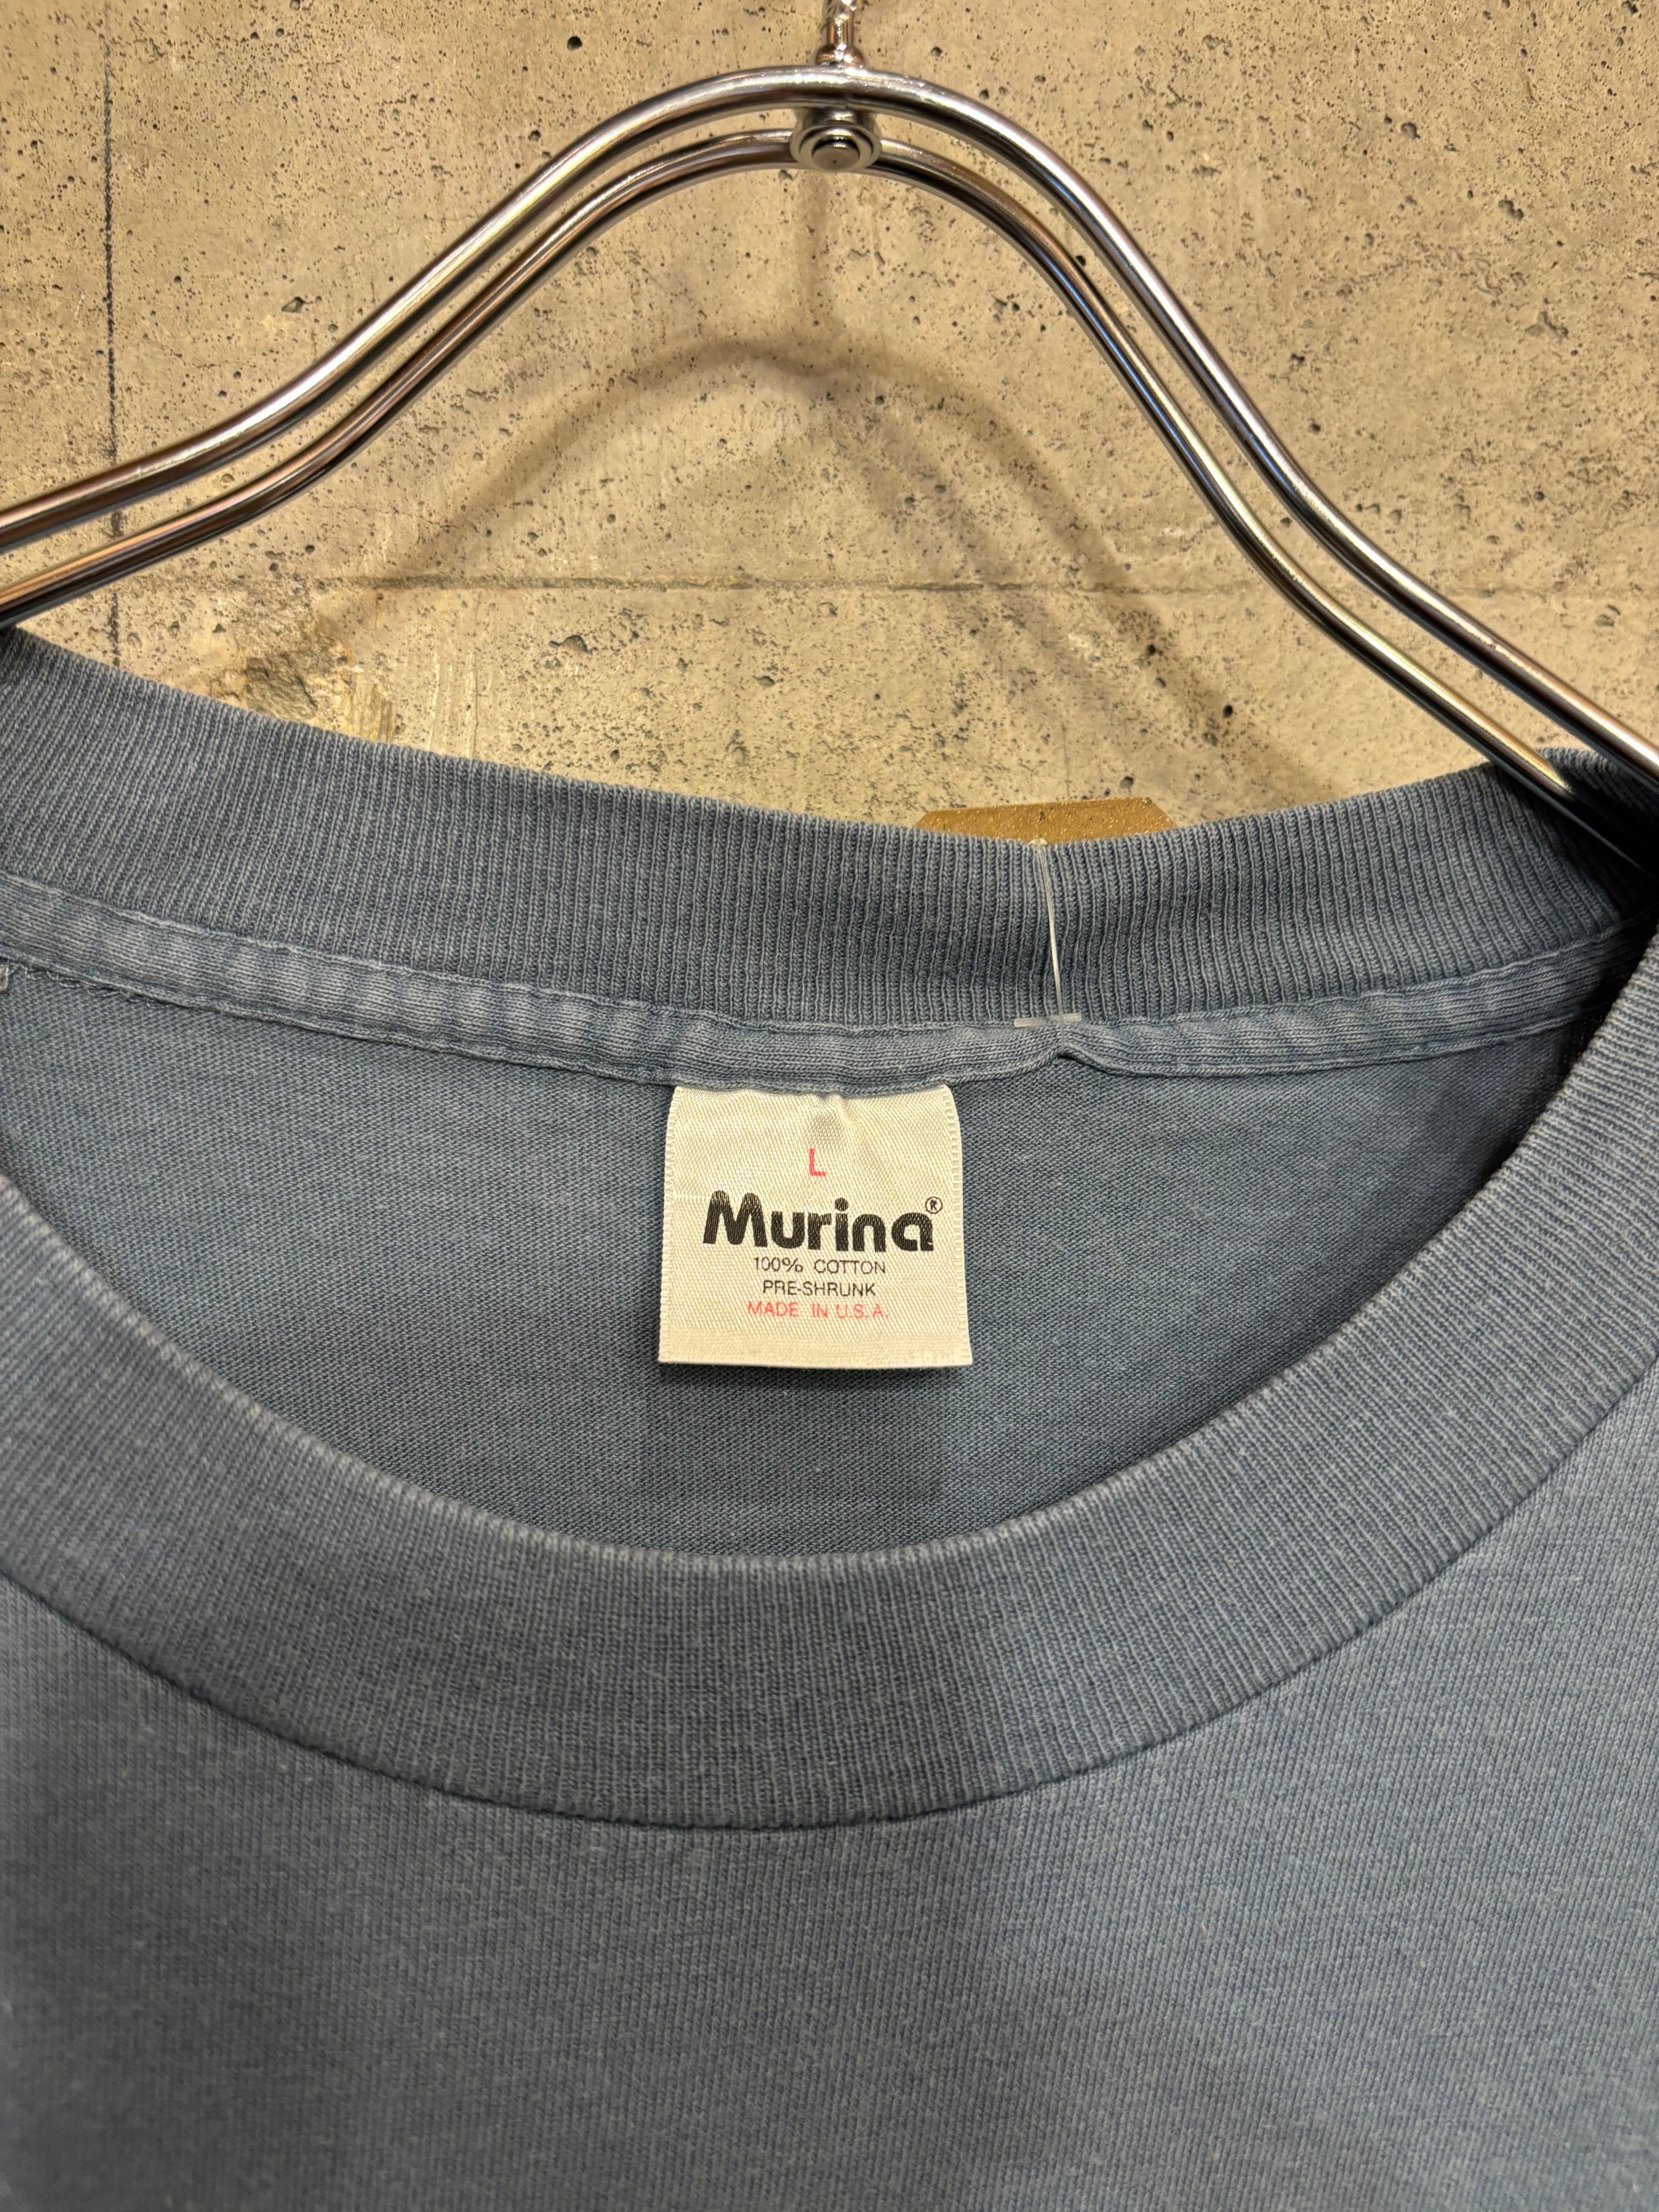 L
Murina®
100% COTTON
PRE-SHRUNK
MADE IN U.S.A.